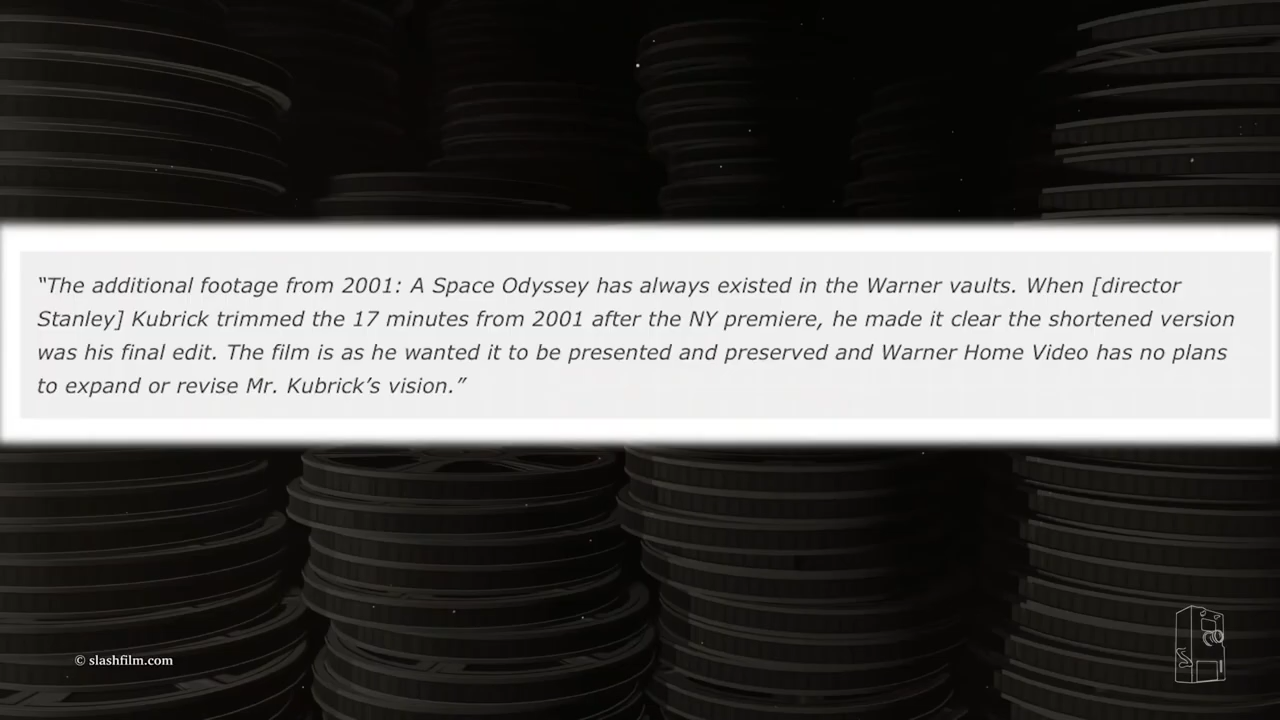 “The additional footage from 2001: A Space Odyssey has always existed in the Warner vaults. When [director
Stanley] Kubrick trimmed the 17 minutes from 2001 after the NY premiere, he made it clear the shortened version
was his final edit. The film is as he wanted it to be presented and preserved and Warner Home Video has no plans
to expand or revise Mr. Kubrick’s vision.”
© slashfilm.com